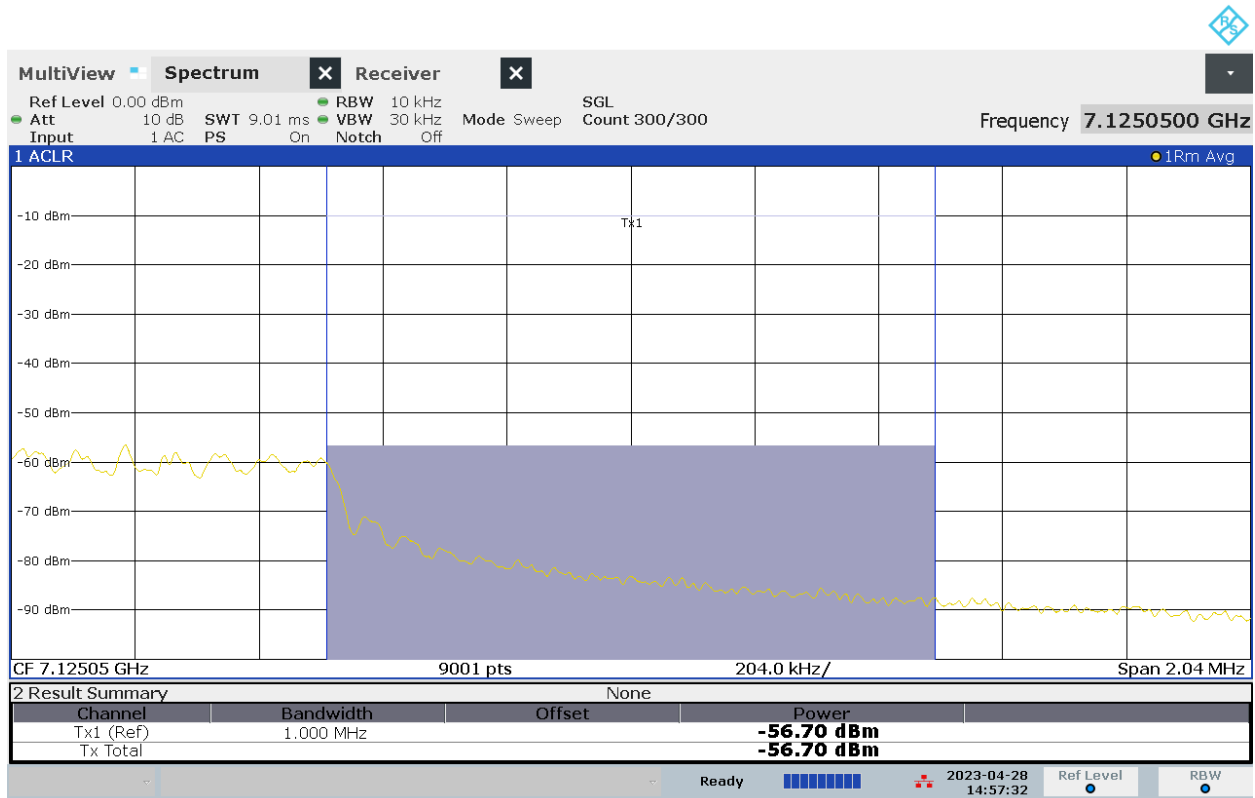 R/S
MultiView Spectrum X Receiver X
Ref Level 0.00 dBm RBW 10 kHz SGL
Att 10 dB SWT 9.01 ms VBW 30 kHz Mode Sweep Count 300/300 Frequency 7.1250500 GHz
Input 1 AC PS On Notch Off
1 ACLR 1Rm Avg
-10 dBm
Tx1
-20 dBm
-30 dBm
-40 dBm
-50 dBm
-60 dBm
-70 dBm
-80 dBm
-90 dBm
CF 7.12505 GHz 9001 pts 204.0 kHz/ Span 2.04 MHz
2 Result Summary None
Channel Bandwidth Offset Power
Tx1 (Ref) 1.000 MHz -56.70 dBm
Tx Total -56.70 dBm
Ready 2023-04-28 Ref Level RBW
14:57:32